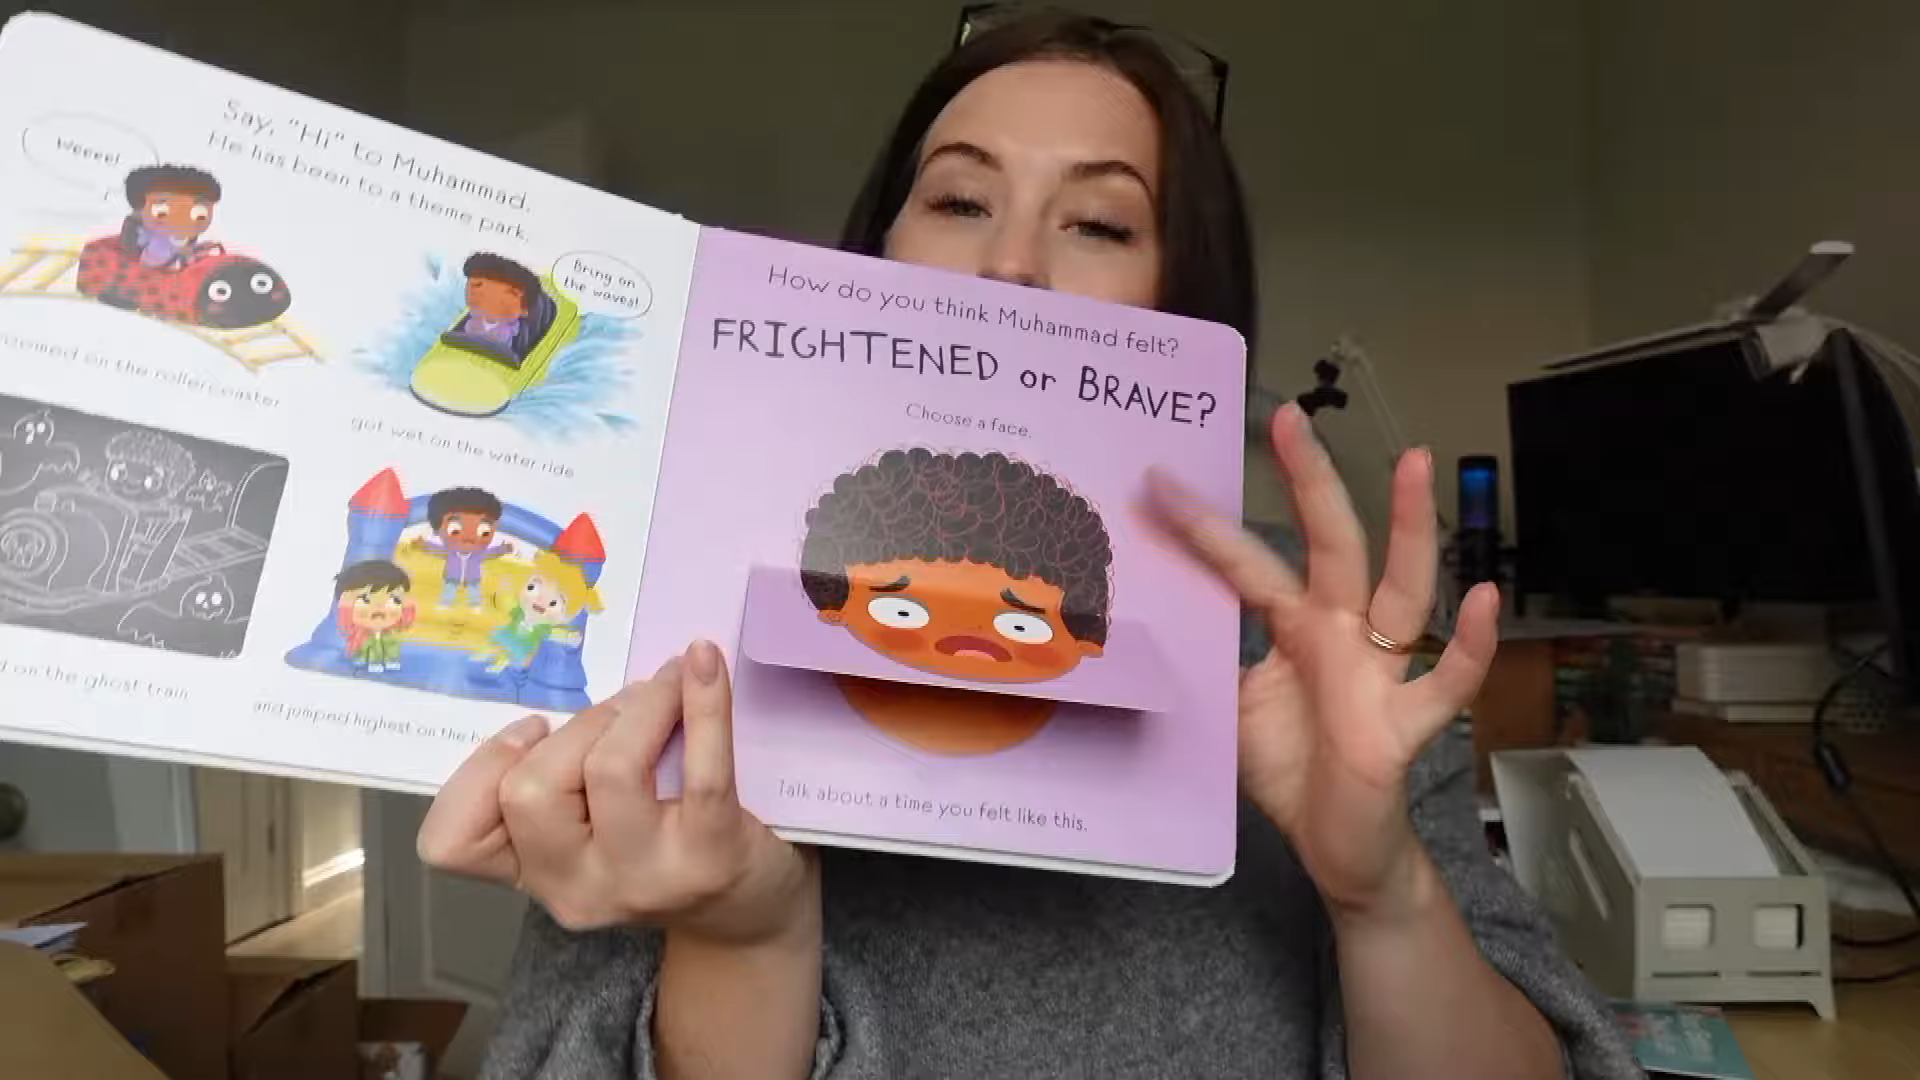 Say, "Hi" to Muhammad.
He has been to a theme park.
Weeee!
Bring on
the waves!
on the rollercoaster
got wet on the water ride
on the ghost train
and jumped highest on the
How do you think Muhammad felt?
FRIGHTENED or BRAVE?
Choose a face.
Talk about a time you felt like this.